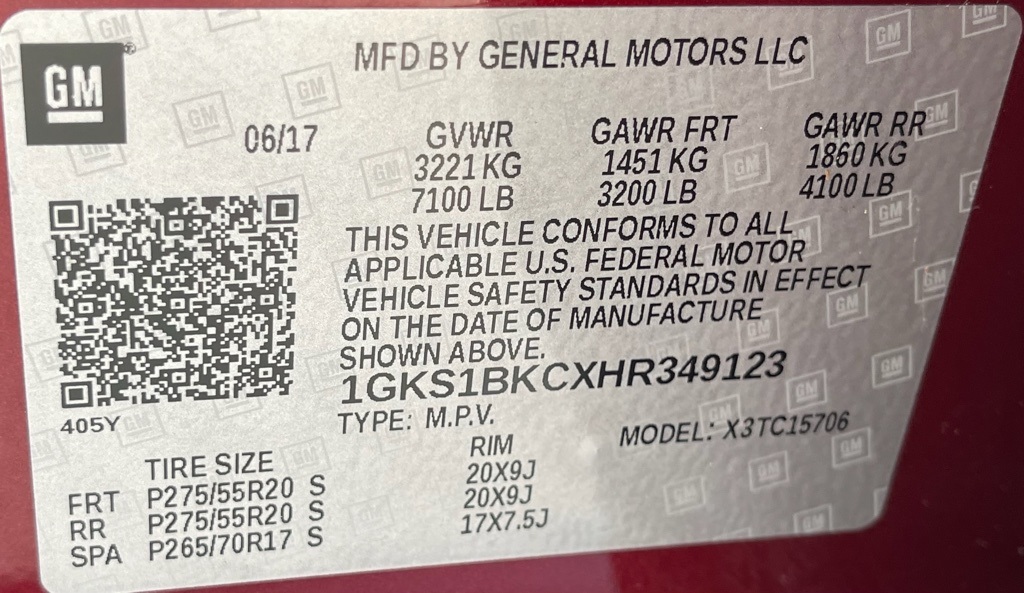 GM
MFD BY GENERAL MOTORS LLC
06/17 GVWR GAWR FRT GAWR RR
3221 KG 1451 KG 1860 KG
7100 LB 3200 LB 4100 LB
THIS VEHICLE CONFORMS TO ALL
APPLICABLE U.S. FEDERAL MOTOR
VEHICLE SAFETY STANDARDS IN EFFECT
ON THE DATE OF MANUFACTURE
SHOWN ABOVE.
1GKS1BKCXHR349123
405Y
TYPE: M.P.V. MODEL: X3TC15706
TIRE SIZE RIM
FRT P275/55R20 S 20X9J
RR P275/55R20 S 20X9J
SPA P265/70R17 S 17X7.5J